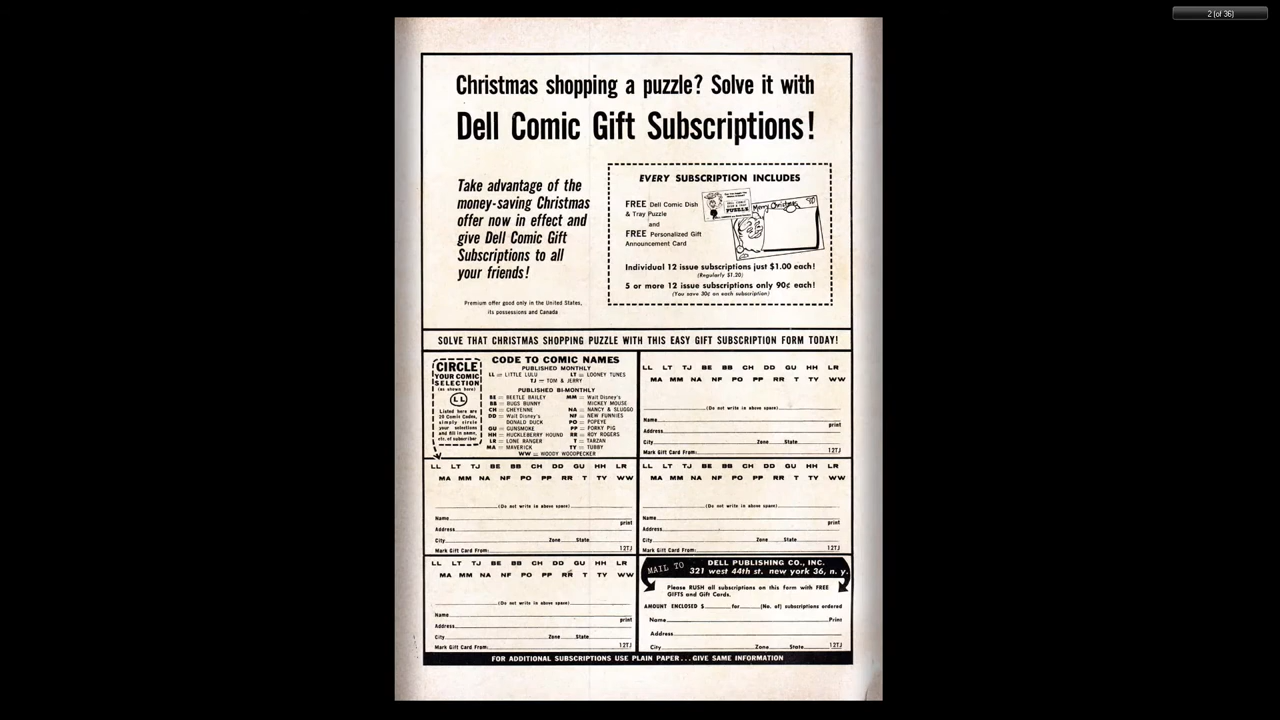 2 (of 36)
Christmas shopping a puzzle? Solve it with
Dell Comic Gift Subscriptions!
Take advantage of the
money-saving Christmas
offer now in effect and
give Dell Comic Gift
Subscriptions to all
your friends!
Premium offer good only in the United States,
its possessions and Canada
EVERY SUBSCRIPTION INCLUDES
FREE Dell Comic Dish
& Tray Puzzle
and
FREE Personalized Gift
Announcement Card
PUZZLE
Merry Christmas
Individual 12 issue subscriptions just $1.00 each!
(Regularly $1.20)
5 or more 12 issue subscriptions only 90¢ each!
(You save 30¢ on each subscription)
SOLVE THAT CHRISTMAS SHOPPING PUZZLE WITH THIS EASY GIFT SUBSCRIPTION FORM TODAY!
CIRCLE
YOUR COMIC
SELECTION
(as shown here)
LL
Listed here are
20 Comic Codes,
simply circle
your selections
and fill in name,
etc. of subscriber
CODE TO COMIC NAMES
PUBLISHED MONTHLY
LL = LITTLE LULU LT = LOONEY TUNES
TJ = TOM & JERRY
PUBLISHED BI-MONTHLY
BE = BEETLE BAILEY
BB = BUGS BUNNY
CH = CHEYENNE
DD = Walt Disney's
DONALD DUCK
GU = GUNSMOKE
HH = HUCKLEBERRY HOUND
LR = LONE RANGER
MA = MAVERICK
MM = Walt Disney's
MICKEY MOUSE
NA = NANCY & SLUGGO
NF = NEW FUNNIES
PO = POPEYE
PP = PORKY PIG
RR = ROY ROGERS
T = TARZAN
TY = TUBBY
WW = WOODY WOODPECKER
LL LT TJ BE BB CH DD GU HH LR
MA MM NA NF PO PP RR T TY WW
(Do not write in above space)
Name
print
Address
City Zone State
Mark Gift Card From: 12TJ
LL LT TJ BE BB CH DD GU HH LR
MA MM NA NF PO PP RR T TY WW
(Do not write in above space)
Name
print
Address
City Zone State
Mark Gift Card From: 12TJ
LL LT TJ BE BB CH DD GU HH LR
MA MM NA NF PO PP RR T TY WW
(Do not write in above space)
Name
print
Address
City Zone State
Mark Gift Card From: 12TJ
LL LT TJ BE BB CH DD GU HH LR
MA MM NA NF PO PP RR T TY WW
(Do not write in above space)
Name
print
Address
City Zone State
Mark Gift Card From: 12TJ
MAIL TO
DELL PUBLISHING CO., INC.
321 west 44th st. new york 36, n. y.
Please RUSH all subscriptions on this form with FREE
GIFTS and Gift Cards.
AMOUNT ENCLOSED $ for (No. of) subscriptions ordered
Name Print
Address
City Zone State 12TJ
FOR ADDITIONAL SUBSCRIPTIONS USE PLAIN PAPER...GIVE SAME INFORMATION